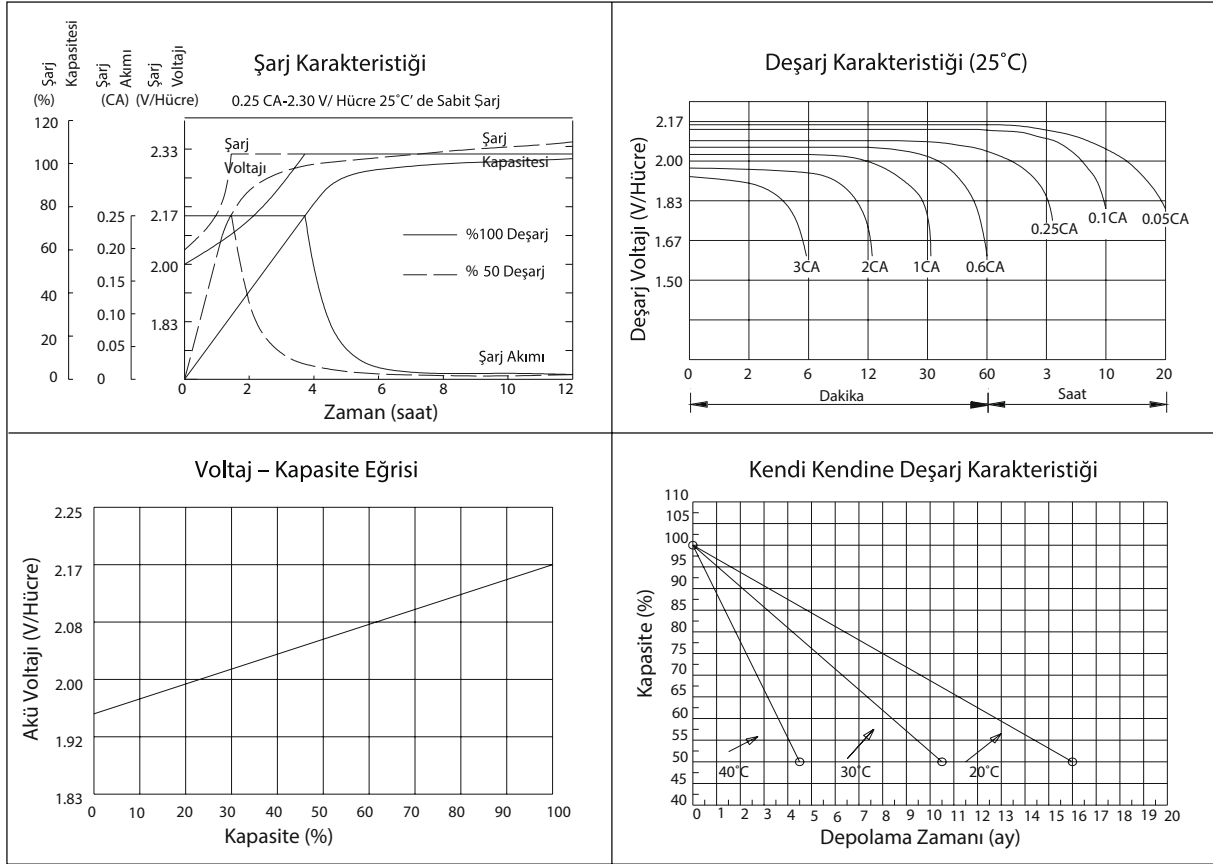 Şarj Karakteristiği
0.25 CA-2.30 V/ Hücre 25˚C' de Sabit Şarj
Şarj Kapasitesi
(%)
Şarj Akımı
(CA)
Şarj Voltajı
(V/Hücre)
120
100
80
60
40
20
0
0.25
0.20
0.15
0.10
0.05
0
2.33
2.17
2.00
1.83
Şarj
Voltajı
Şarj
Kapasitesi
%100 Deşarj
% 50 Deşarj
Şarj Akımı
0 2 4 6 8 10 12
Zaman (saat)
Deşarj Karakteristiği (25˚C)
Deşarj Voltajı (V/Hücre)
2.17
2.00
1.83
1.67
1.50
3CA 2CA 1CA 0.6CA 0.25CA 0.1CA 0.05CA
0 2 6 12 30 60 3 10 20
Dakika Saat
Voltaj – Kapasite Eğrisi
Akü Voltajı (V/Hücre)
2.25
2.17
2.08
2.00
1.92
1.83
0 10 20 30 40 50 60 70 80 90 100
Kapasite (%)
Kendi Kendine Deşarj Karakteristiği
Kapasite (%)
110
105
100
95
90
85
80
75
70
65
60
55
50
45
40
40˚C 30˚C 20˚C
0 1 2 3 4 5 6 7 8 9 10 11 12 13 14 15 16 17 18 19 20
Depolama Zamanı (ay)